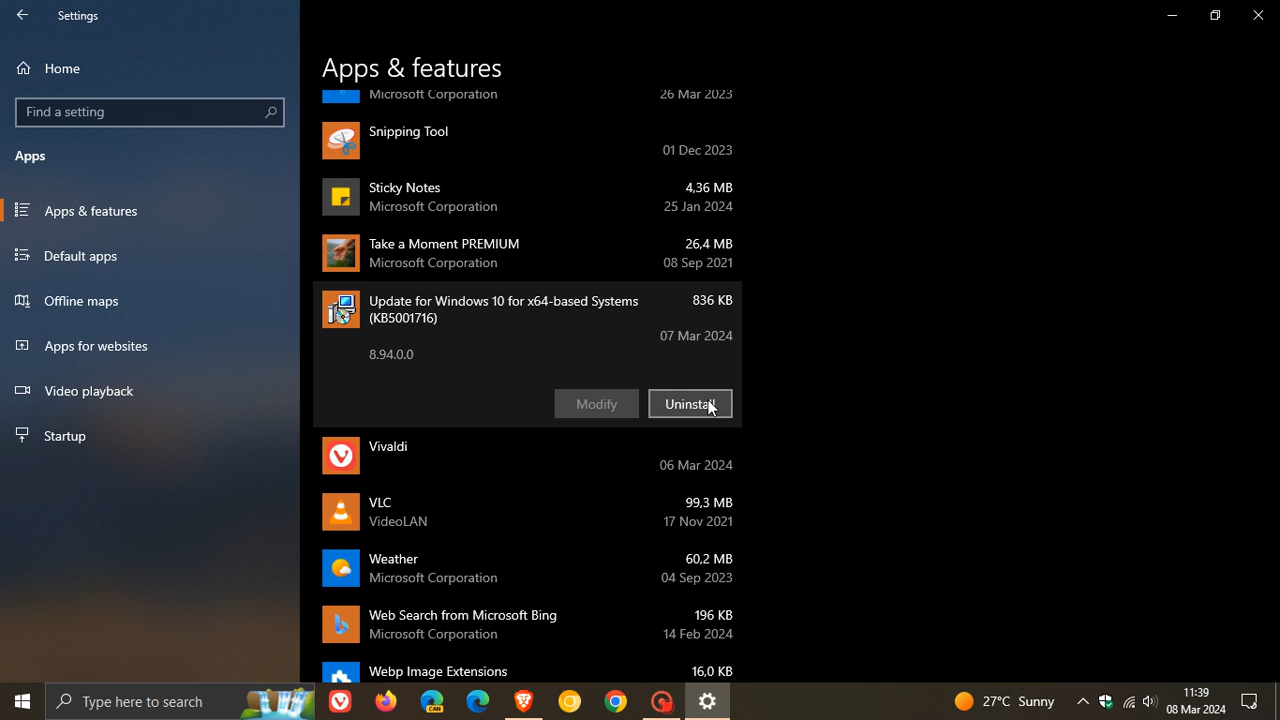 Settings
Home
Find a setting
Apps
Apps & features
Default apps
Offline maps
Apps for websites
Video playback
Startup
Apps & features
Microsoft Corporation 26 Mar 2023
Snipping Tool
01 Dec 2023
Sticky Notes 4,36 MB
Microsoft Corporation 25 Jan 2024
Take a Moment PREMIUM 26,4 MB
Microsoft Corporation 08 Sep 2021
Update for Windows 10 for x64-based Systems 836 KB
(KB5001716)
07 Mar 2024
8.94.0.0
Modify Uninstall
Vivaldi
06 Mar 2024
VLC 99,3 MB
VideoLAN 17 Nov 2021
Weather 60,2 MB
Microsoft Corporation 04 Sep 2023
Web Search from Microsoft Bing 196 KB
Microsoft Corporation 14 Feb 2024
Webp Image Extensions 16,0 KB
Type here to search
CAN
27°C Sunny
11:39
08 Mar 2024